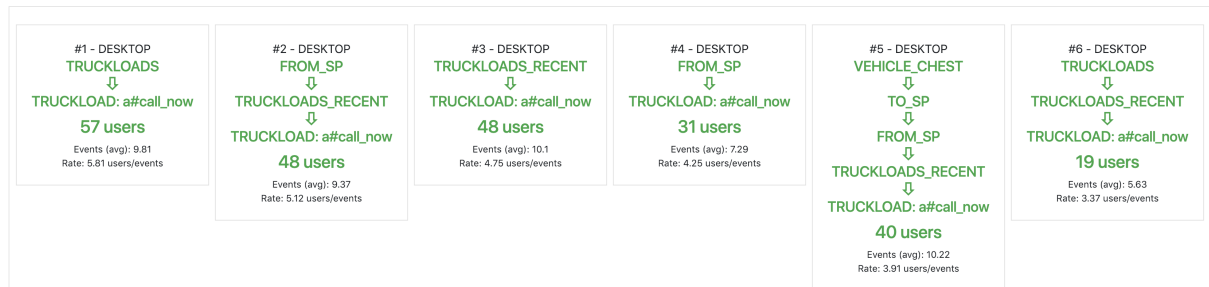 #1 - DESKTOP
TRUCKLOADS
⇩
TRUCKLOAD: a#call_now
57 users
Events (avg): 9.81
Rate: 5.81 users/events
#2 - DESKTOP
FROM_SP
⇩
TRUCKLOADS_RECENT
⇩
TRUCKLOAD: a#call_now
48 users
Events (avg): 9.37
Rate: 5.12 users/events
#3 - DESKTOP
TRUCKLOADS_RECENT
⇩
TRUCKLOAD: a#call_now
48 users
Events (avg): 10.1
Rate: 4.75 users/events
#4 - DESKTOP
FROM_SP
⇩
TRUCKLOAD: a#call_now
31 users
Events (avg): 7.29
Rate: 4.25 users/events
#5 - DESKTOP
VEHICLE_CHEST
⇩
TO_SP
⇩
FROM_SP
⇩
TRUCKLOADS_RECENT
⇩
TRUCKLOAD: a#call_now
40 users
Events (avg): 10.22
Rate: 3.91 users/events
#6 - DESKTOP
TRUCKLOADS
⇩
TRUCKLOADS_RECENT
⇩
TRUCKLOAD: a#call_now
19 users
Events (avg): 5.63
Rate: 3.37 users/events